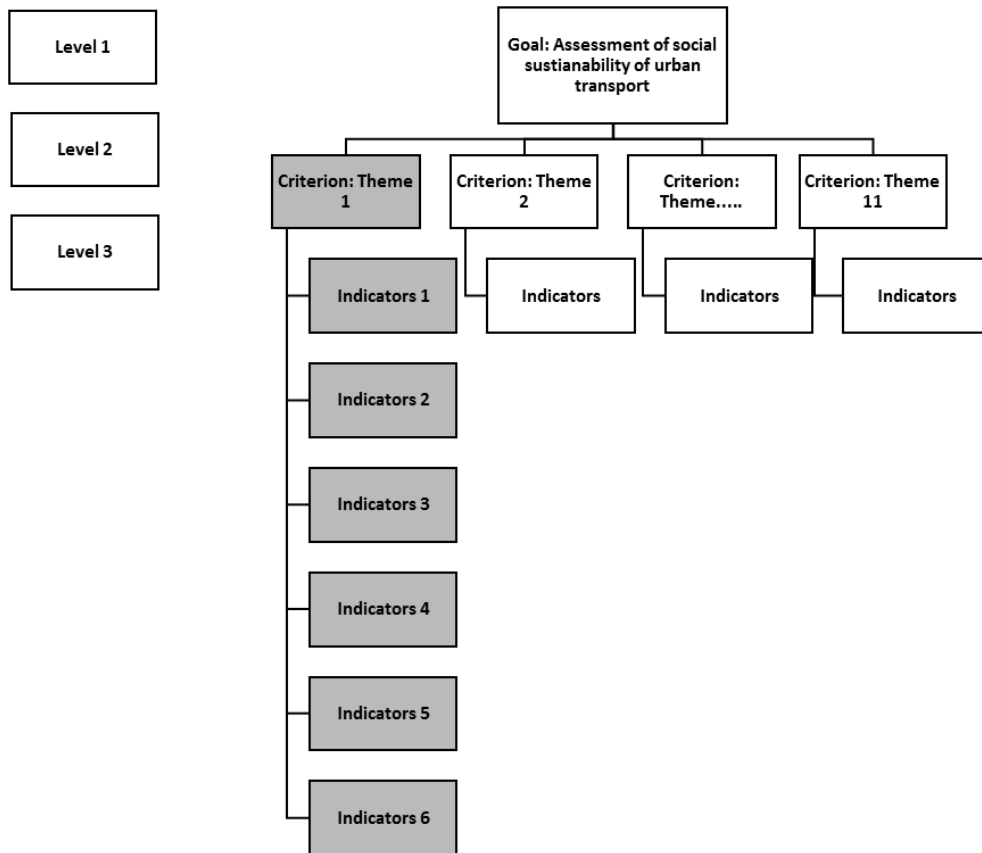 Level 1
Goal: Assessment of social
sustianability of urban
transport
Level 2
Criterion: Theme
1
Criterion: Theme
2
Criterion:
Theme.....
Criterion: Theme
11
Level 3
Indicators 1
Indicators
Indicators
Indicators
Indicators 2
Indicators 3
Indicators 4
Indicators 5
Indicators 6